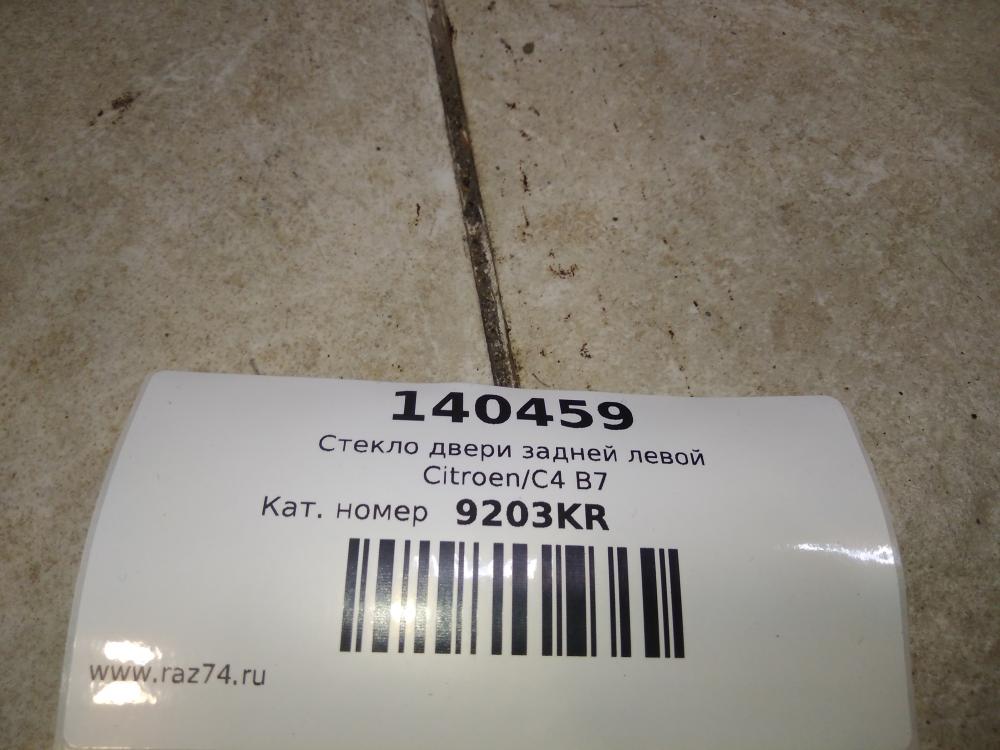 140459
Стекло двери задней левой
Citroen/C4 B7
Кат. номер 9203KR
www.raz74.ru